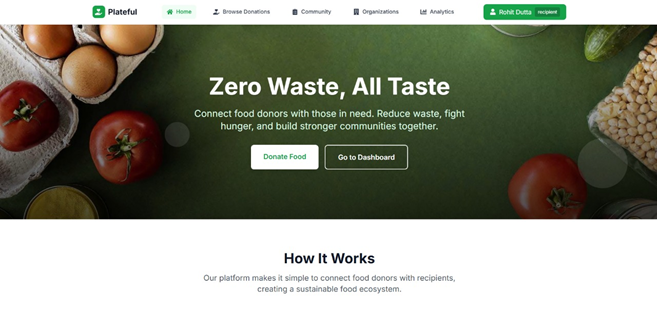 Plateful
Home
Browse Donations
Community
Organizations
Analytics
Rohit Dutta recipient
Zero Waste, All Taste
Connect food donors with those in need. Reduce waste, fight
hunger, and build stronger communities together.
Donate Food
Go to Dashboard
How It Works
Our platform makes it simple to connect food donors with recipients,
creating a sustainable food ecosystem.